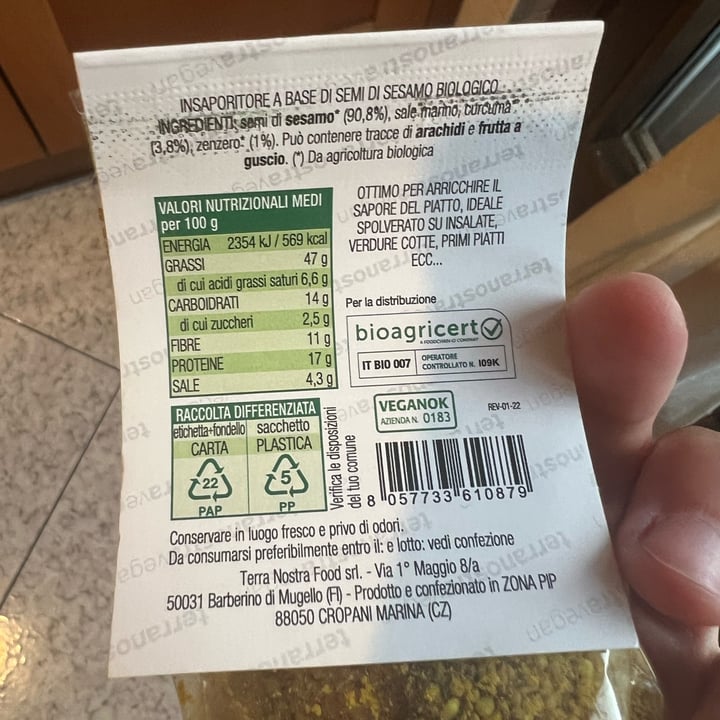 INSAPORITORE A BASE DI SEMI DI SESAMO BIOLOGICO
INGREDIENTI: semi di sesamo* (90,8%), sale marino, curcuma*
(3,8%), zenzero* (1%). Può contenere tracce di arachidi e frutta a
guscio. (*) Da agricoltura biologica
VALORI NUTRIZIONALI MEDI
per 100 g
ENERGIA 2354 kJ / 569 kcal
GRASSI 47 g
di cui acidi grassi saturi 6,6 g
CARBOIDRATI 14 g
di cui zuccheri 2,5 g
FIBRE 11 g
PROTEINE 17 g
SALE 4,3 g
OTTIMO PER ARRICCHIRE IL
SAPORE DEL PIATTO, IDEALE
SPOLVERATO SU INSALATE,
VERDURE COTTE, PRIMI PIATTI
ECC...
Per la distribuzione
bioagricert
A FOODCHAIN ID COMPANY
IT BIO 007
OPERATORE
CONTROLLATO N. I09K
VEGANOK
AZIENDA N. 0183
REV-01-22
RACCOLTA DIFFERENZIATA
etichetta+fondello sacchetto
CARTA PLASTICA
22 5
PAP PP
Verifica le disposizioni
del tuo comune
8 057733 610879
Conservare in luogo fresco e privo di odori.
Da consumarsi preferibilmente entro il: e lotto: vedi confezione
Terra Nostra Food srl. - Via 1° Maggio 8/a
50031 Barberino di Mugello (FI) - Prodotto e confezionato in ZONA PIP
88050 CROPANI MARINA (CZ)